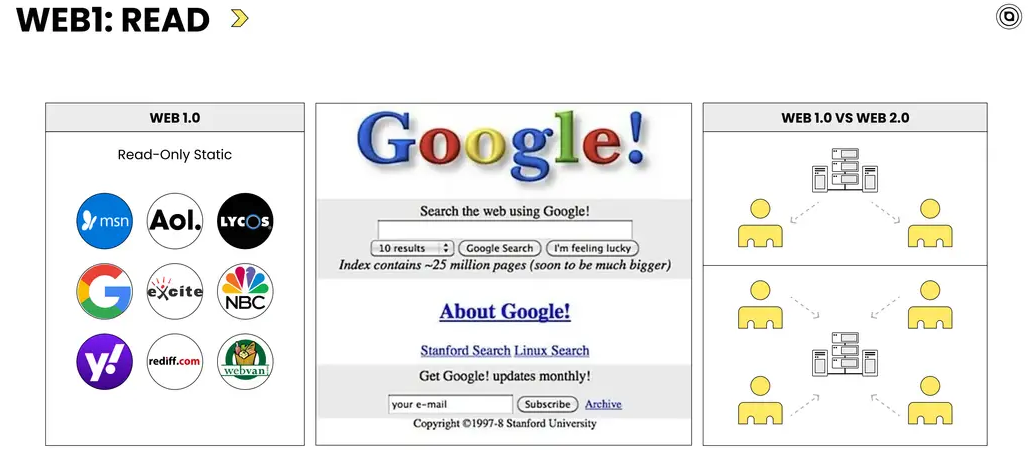 WEB1: READ
WEB 1.0
Read-Only Static
msn
Aol.
LYCOS
G
excite
NBC
y!
rediff.com
webvan
Google!
Search the web using Google!
10 results Google Search I'm feeling lucky
Index contains ~25 million pages (soon to be much bigger)
About Google!
Stanford Search Linux Search
Get Google! updates monthly!
your e-mail Subscribe Archive
Copyright ©1997-8 Stanford University
WEB 1.0 VS WEB 2.0